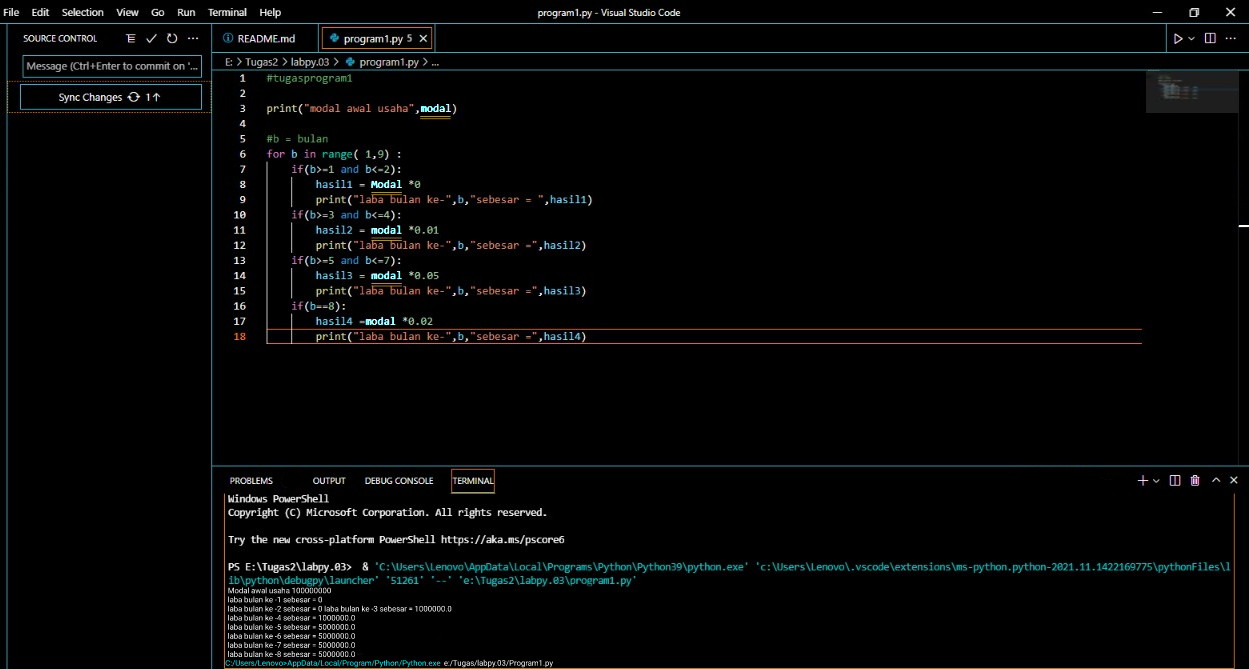 File Edit Selection View Go Run Terminal Help
program1.py - Visual Studio Code
SOURCE CONTROL
Message (Ctrl+Enter to commit on '...
Sync Changes 1↑
README.md
program1.py 5
E: > Tugas2 > labpy.03 > program1.py > ...
1 #tugasprogram1
2
3 print("modal awal usaha",modal)
4
5 #b = bulan
6 for b in range( 1,9) :
7 if(b>=1 and b<=2):
8 hasil1 = Modal *0
9 print("laba bulan ke-",b,"sebesar = ",hasil1)
10 if(b>=3 and b<=4):
11 hasil2 = modal *0.01
12 print("laba bulan ke-",b,"sebesar =",hasil2)
13 if(b>=5 and b<=7):
14 hasil3 = modal *0.05
15 print("laba bulan ke-",b,"sebesar =",hasil3)
16 if(b==8):
17 hasil4 =modal *0.02
18 print("laba bulan ke-",b,"sebesar =",hasil4)
PROBLEMS OUTPUT DEBUG CONSOLE TERMINAL
Windows PowerShell
Copyright (C) Microsoft Corporation. All rights reserved.
Try the new cross-platform PowerShell https://aka.ms/pscore6
PS E:\Tugas2\labpy.03> & 'C:\Users\Lenovo\AppData\Local\Programs\Python\Python39\python.exe' 'c:\Users\Lenovo\.vscode\extensions\ms-python.python-2021.11.1422169775\pythonFiles\l
ib\python\debugpy\launcher' '51261' '--' 'e:\Tugas2\labpy.03\program1.py'
Modal awal usaha 100000000
laba bulan ke -1 sebesar = 0
laba bulan ke -2 sebesar = 0 laba bulan ke -3 sebesar = 1000000.0
laba bulan ke -4 sebesar = 1000000.0
laba bulan ke -5 sebesar = 5000000.0
laba bulan ke -6 sebesar = 5000000.0
laba bulan ke -7 sebesar = 5000000.0
laba bulan ke -8 sebesar = 5000000.0
C:/Users/Lenovo>AppData/Local/Program/Python/Python.exe e:/Tugas/labpy.03/Program1.py